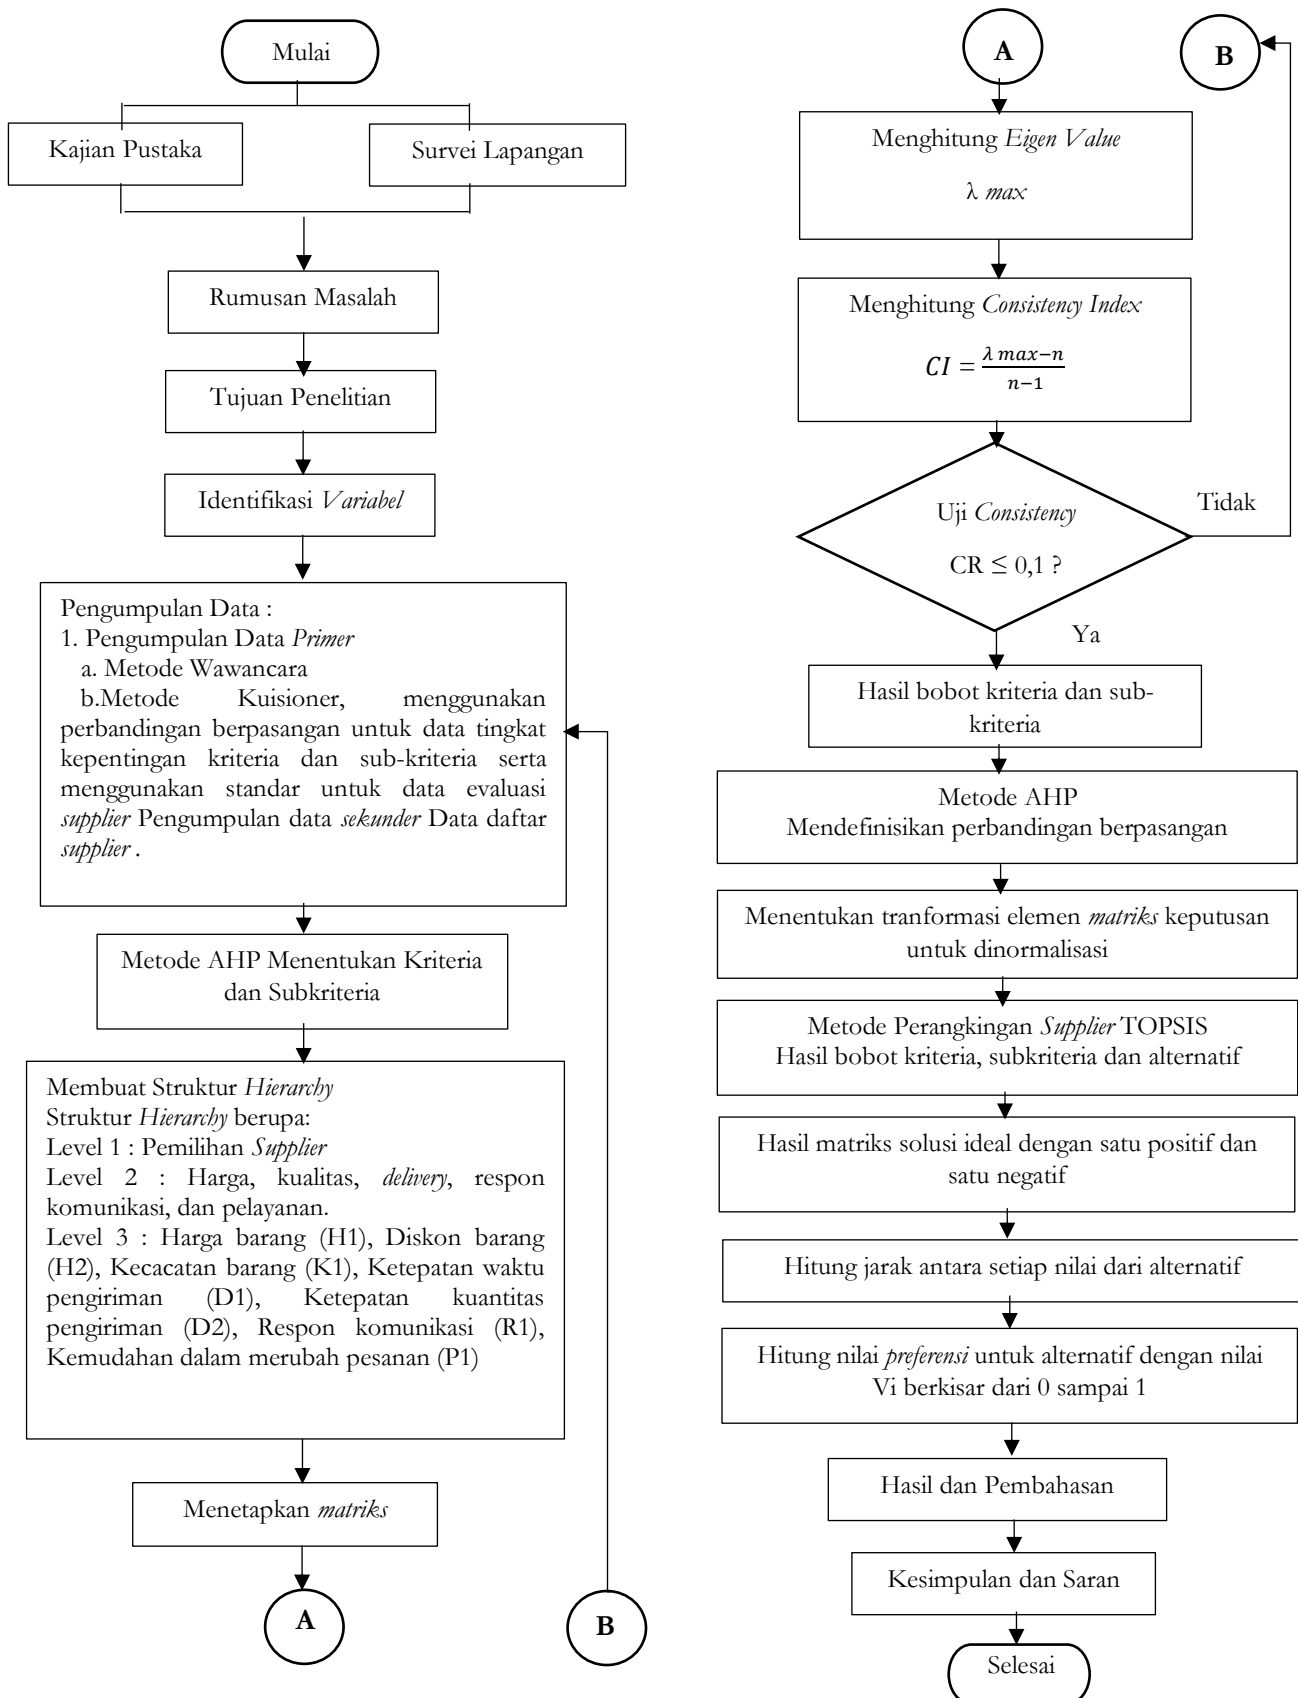 Mulai
Kajian Pustaka
Survei Lapangan
Rumusan Masalah
Tujuan Penelitian
Identifikasi Variabel
Pengumpulan Data :
1. Pengumpulan Data Primer
a. Metode Wawancara
b.Metode Kuisioner, menggunakan
perbandingan berpasangan untuk data tingkat
kepentingan kriteria dan sub-kriteria serta
menggunakan standar untuk data evaluasi
supplier Pengumpulan data sekunder Data daftar
supplier .
Metode AHP Menentukan Kriteria
dan Subkriteria
Membuat Struktur Hierarchy
Struktur Hierarchy berupa:
Level 1 : Pemilihan Supplier
Level 2 : Harga, kualitas, delivery, respon
komunikasi, dan pelayanan.
Level 3 : Harga barang (H1), Diskon barang
(H2), Kecacatan barang (K1), Ketepatan waktu
pengiriman (D1), Ketepatan kuantitas
pengiriman (D2), Respon komunikasi (R1),
Kemudahan dalam merubah pesanan (P1)
Menetapkan matriks
A
B
A
B
Menghitung Eigen Value
λ max
Menghitung Consistency Index
CI = (λ max−n)/(n−1)
Uji Consistency
CR ≤ 0,1 ?
Tidak
Ya
Hasil bobot kriteria dan sub-
kriteria
Metode AHP
Mendefinisikan perbandingan berpasangan
Menentukan tranformasi elemen matriks keputusan
untuk dinormalisasi
Metode Perangkingan Supplier TOPSIS
Hasil bobot kriteria, subkriteria dan alternatif
Hasil matriks solusi ideal dengan satu positif dan
satu negatif
Hitung jarak antara setiap nilai dari alternatif
Hitung nilai preferensi untuk alternatif dengan nilai
Vi berkisar dari 0 sampai 1
Hasil dan Pembahasan
Kesimpulan dan Saran
Selesai